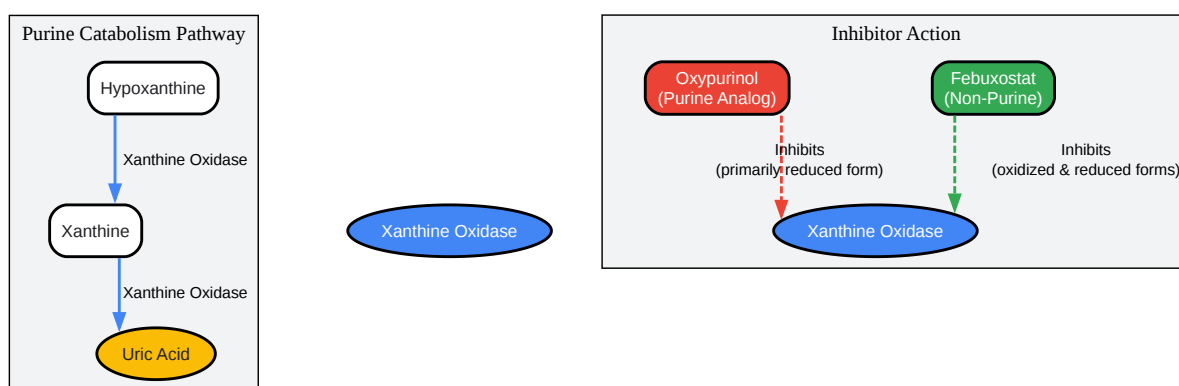 Purine Catabolism Pathway
Hypoxanthine
Xanthine Oxidase
Xanthine
Xanthine Oxidase
Uric Acid
Xanthine Oxidase
Inhibitor Action
Oxypurinol
(Purine Analog)
Febuxostat
(Non-Purine)
Inhibits
(primarily reduced form)
Inhibits
(oxidized & reduced forms)
Xanthine Oxidase